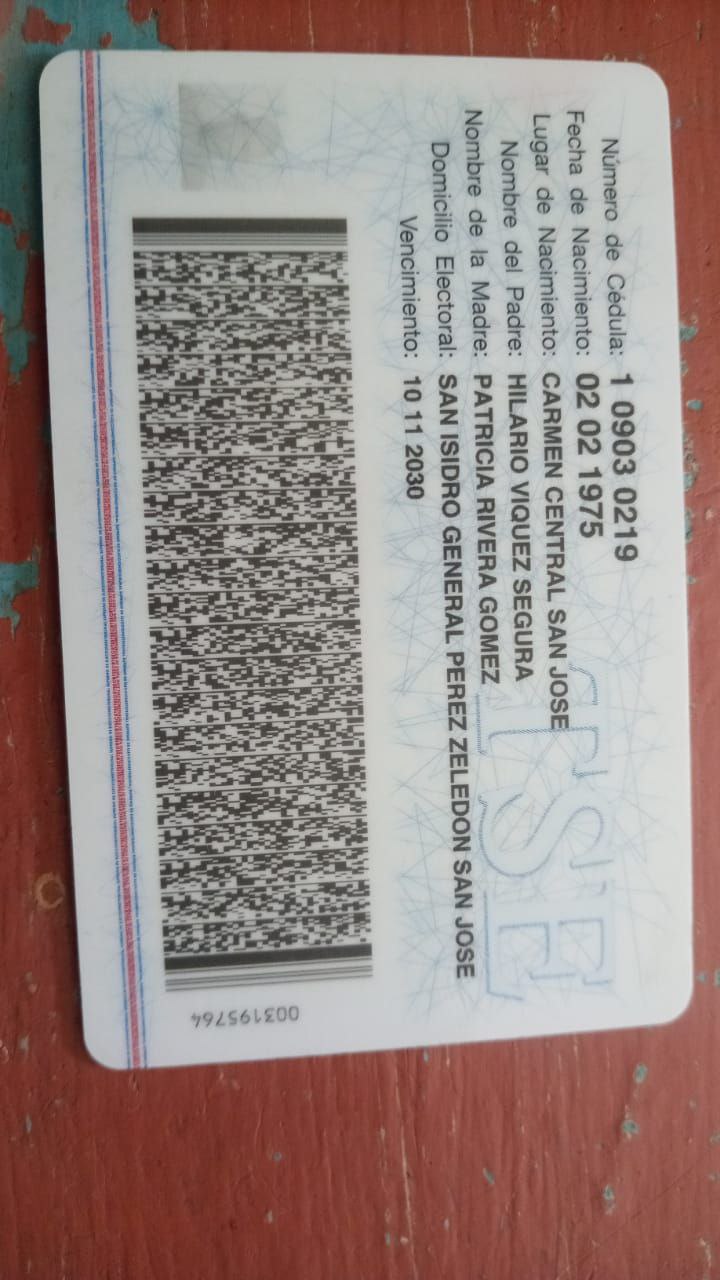 Número de Cédula: 1 0903 0219
Fecha de Nacimiento: 02 02 1975
Lugar de Nacimiento: CARMEN CENTRAL SAN JOSE
Nombre del Padre: HILARIO VIQUEZ SEGURA
Nombre de la Madre: PATRICIA RIVERA GOMEZ
Domicilio Electoral: SAN ISIDRO GENERAL PEREZ ZELEDON SAN JOSE
Vencimiento: 10 11 2030
TSE
003195764